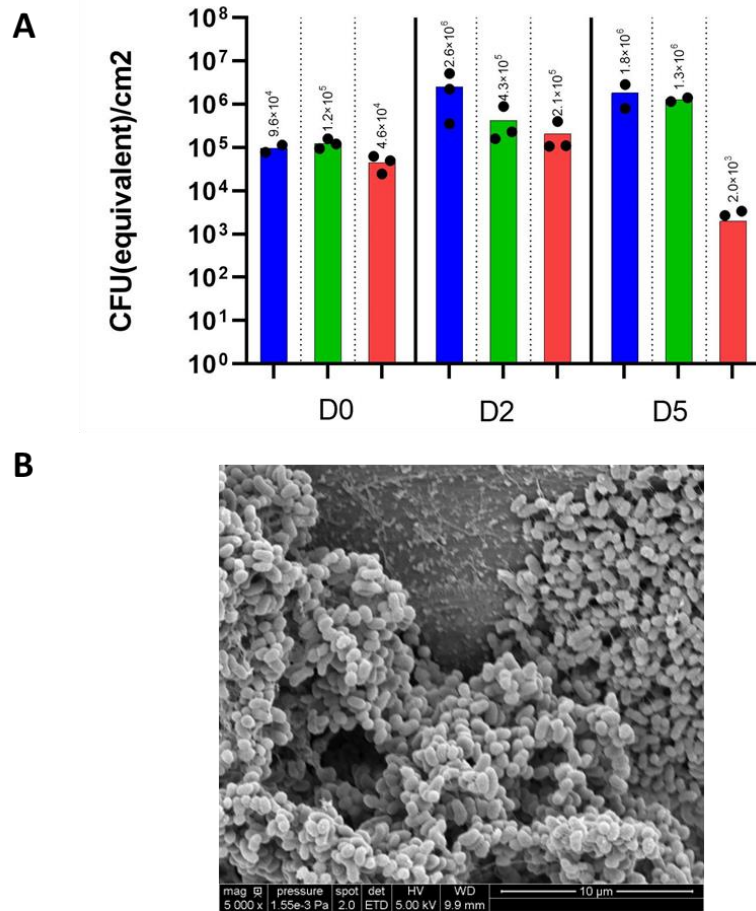 A
CFU(equivalent)/cm2
10⁸
10⁷
10⁶
10⁵
10⁴
10³
10²
10¹
10⁰
9.6×10⁴
1.2×10⁵
4.6×10⁴
2.6×10⁶
4.3×10⁵
2.1×10⁵
1.8×10⁶
1.3×10⁶
2.0×10³
D0
D2
D5
B
mag pressure spot det HV WD
5 000 x 1.55e-3 Pa 2.0 ETD 5.00 kV 9.9 mm
10 µm